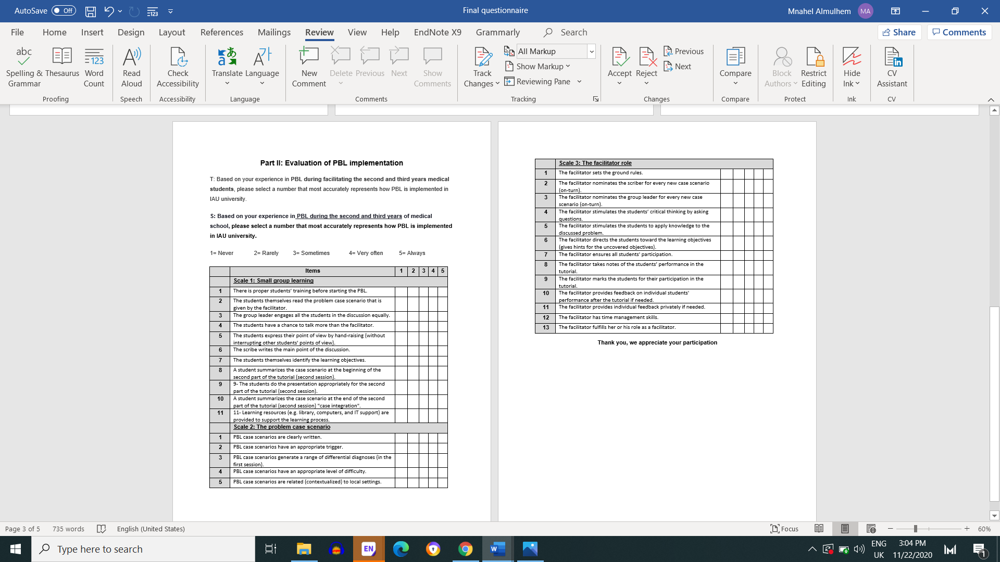 AutoSave Off Final questionnaire Mnahel Almulhem MA
File Home Insert Design Layout References Mailings Review View Help EndNote X9 Grammarly Search Share Comments
abc
123
Spelling & Grammar
Thesaurus
Word Count
Read Aloud
Check Accessibility
Translate
Language
New Comment
Delete
Previous
Next
Show Comments
Track Changes
All Markup
Show Markup
Reviewing Pane
Accept
Reject
Previous
Next
Compare
Block Authors
Restrict Editing
Hide Ink
CV Assistant
Proofing Speech Accessibility Language Comments Tracking Changes Compare Protect Ink CV
Part II: Evaluation of PBL implementation
T: Based on your experience in PBL during facilitating the second and third years medical
students, please select a number that most accurately represents how PBL is implemented in
IAU university.
S: Based on your experience in PBL during the second and third years of medical
school, please select a number that most accurately represents how PBL is implemented
in IAU university.
1= Never 2= Rarely 3= Sometimes 4= Very often 5= Always
Items 1 2 3 4 5
Scale 1: Small group learning
1 There is proper students’ training before starting the PBL.
2 The students themselves read the problem case scenario that is
given by the facilitator.
3 The group leader engages all the students in the discussion equally.
4 The students have a chance to talk more than the facilitator.
5 The students express their point of view by hand-raising (without
interrupting other students' points of view).
6 The scribe writes the main point of the discussion.
7 The students themselves identify the learning objectives.
8 A student summarizes the case scenario at the beginning of the
second part of the tutorial (second session).
9 9- The students do the presentation appropriately for the second
part of the tutorial (second session).
10 A student summarizes the case scenario at the end of the second
part of the tutorial (second session) "case integration".
11 11- Learning resources (e.g. library, computers, and IT support) are
provided to support the learning process.
Scale 2: The problem case scenario
1 PBL case scenarios are clearly written.
2 PBL case scenarios have an appropriate trigger.
3 PBL case scenarios generate a range of differential diagnoses (in the
first session).
4 PBL case scenarios have an appropriate level of difficulty.
5 PBL case scenarios are related (contextualized) to local settings.
Scale 3: The facilitator role
1 The facilitator sets the ground rules.
2 The facilitator nominates the scriber for every new case scenario
(on-turn).
3 The facilitator nominates the group leader for every new case
scenario (on-turn).
4 The facilitator stimulates the students’ critical thinking by asking
questions.
5 The facilitator stimulates the students to apply knowledge to the
discussed problem.
6 The facilitator directs the students toward the learning objectives
(gives hints for the uncovered objectives).
7 The facilitator ensures all students' participation.
8 The facilitator takes notes of the students’ performance in the
tutorial.
9 The facilitator marks the students for their participation in the
tutorial.
10 The facilitator provides feedback on individual students'
performance after the tutorial if needed.
11 The facilitator provides individual feedback privately if needed.
12 The facilitator has time management skills.
13 The facilitator fulfills her or his role as a facilitator.
Thank you, we appreciate your participation
Page 3 of 5 735 words English (United States) Focus 60%
Type here to search
EN
ENG
UK
3:04 PM
11/22/2020
1